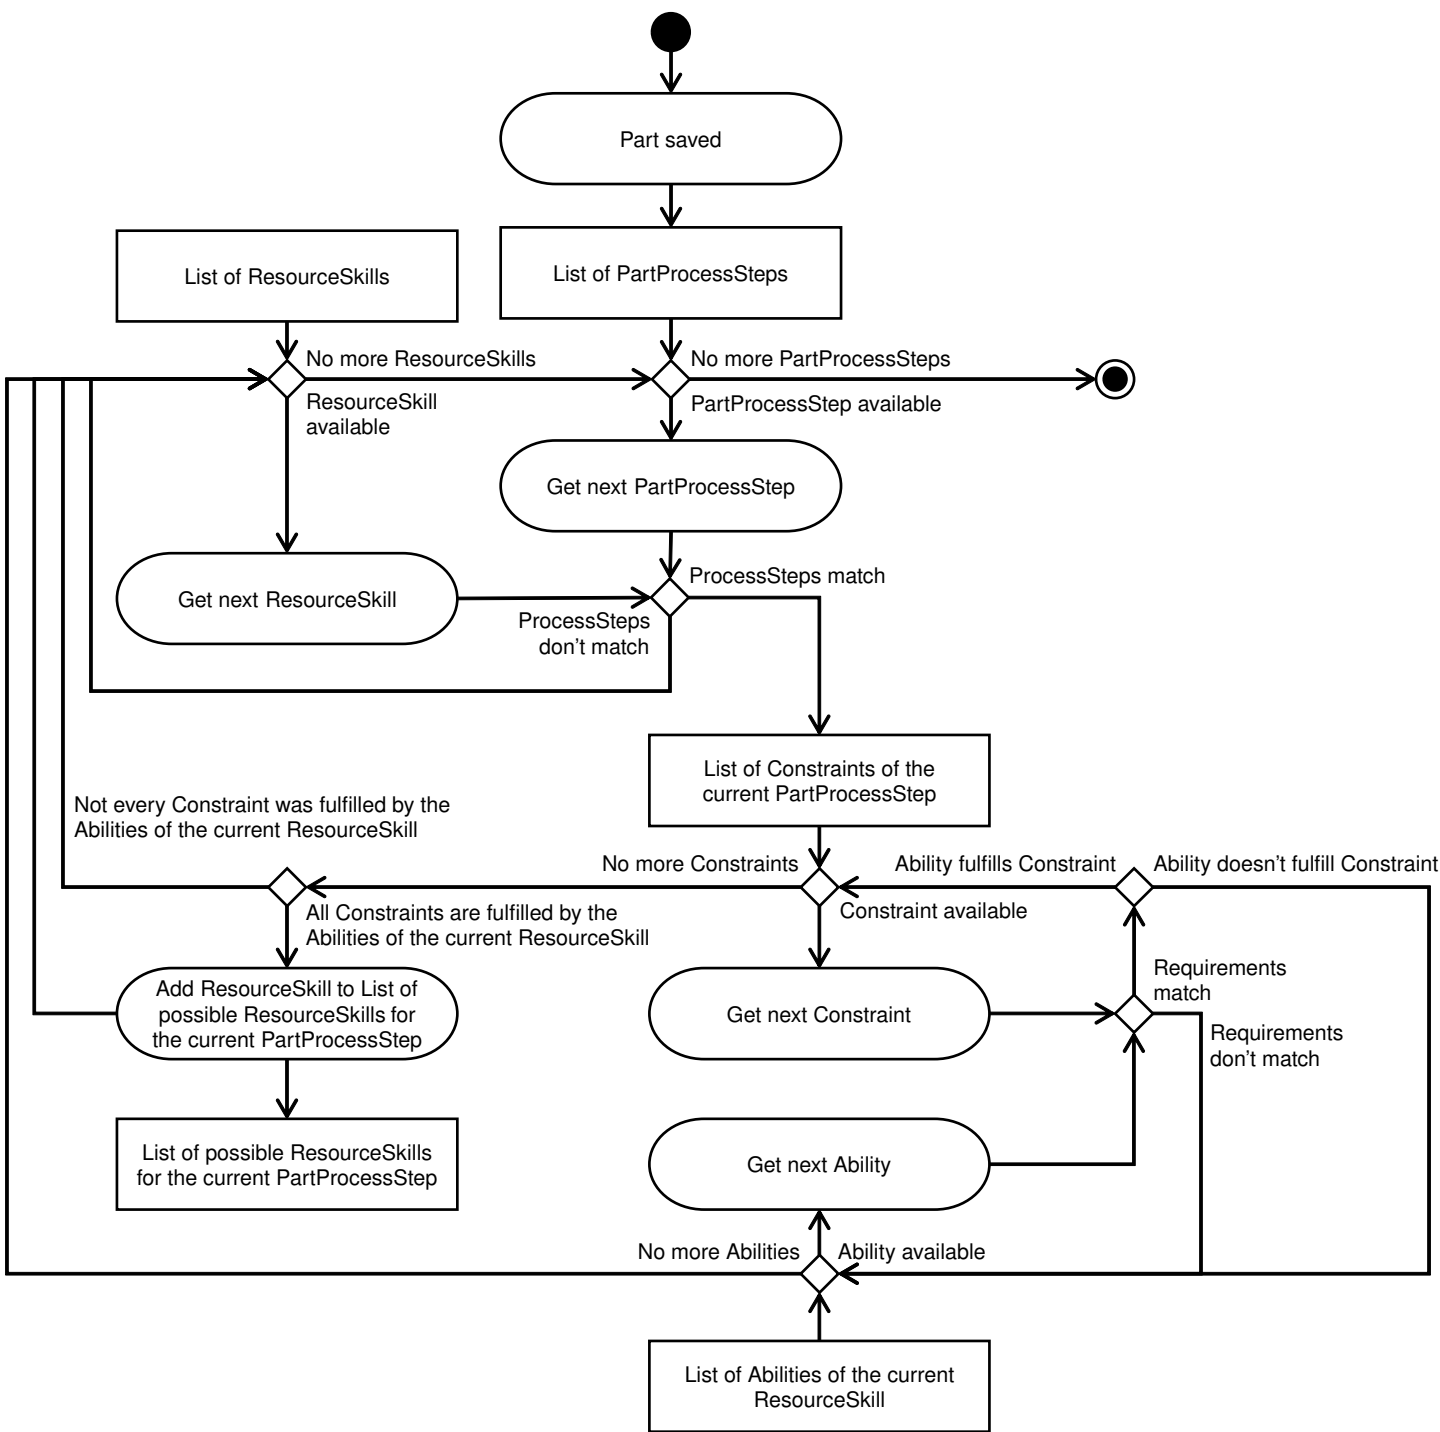 Part saved
List of ResourceSkills
List of PartProcessSteps
No more ResourceSkills
No more PartProcessSteps
ResourceSkill
available
PartProcessStep available
Get next PartProcessStep
Get next ResourceSkill
ProcessSteps match
ProcessSteps
don't match
List of Constraints of the
current PartProcessStep
Not every Constraint was fulfilled by the
Abilities of the current ResourceSkill
No more Constraints
Ability fulfills Constraint
Ability doesn't fulfill Constraint
All Constraints are fulfilled by the
Abilities of the current ResourceSkill
Constraint available
Add ResourceSkill to List of
possible ResourceSkills for
the current PartProcessStep
Get next Constraint
Requirements
match
Requirements
don't match
List of possible ResourceSkills
for the current PartProcessStep
Get next Ability
No more Abilities
Ability available
List of Abilities of the current
ResourceSkill